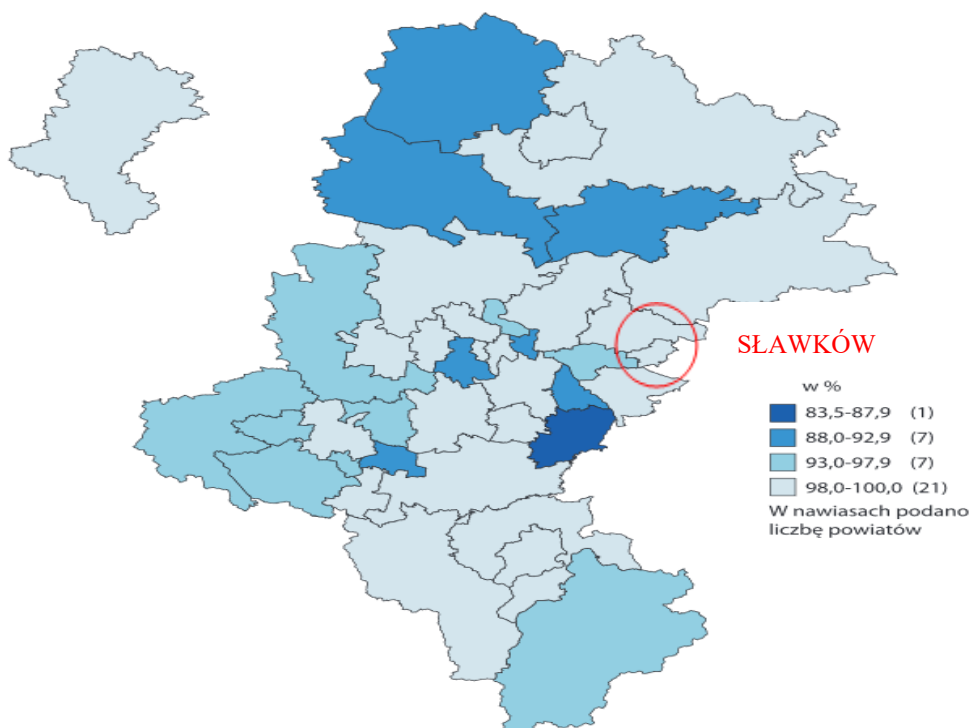 SŁAWKÓW
w %
83,5-87,9 (1)
88,0-92,9 (7)
93,0-97,9 (7)
98,0-100,0 (21)
W nawiasach podano
liczbę powiatów